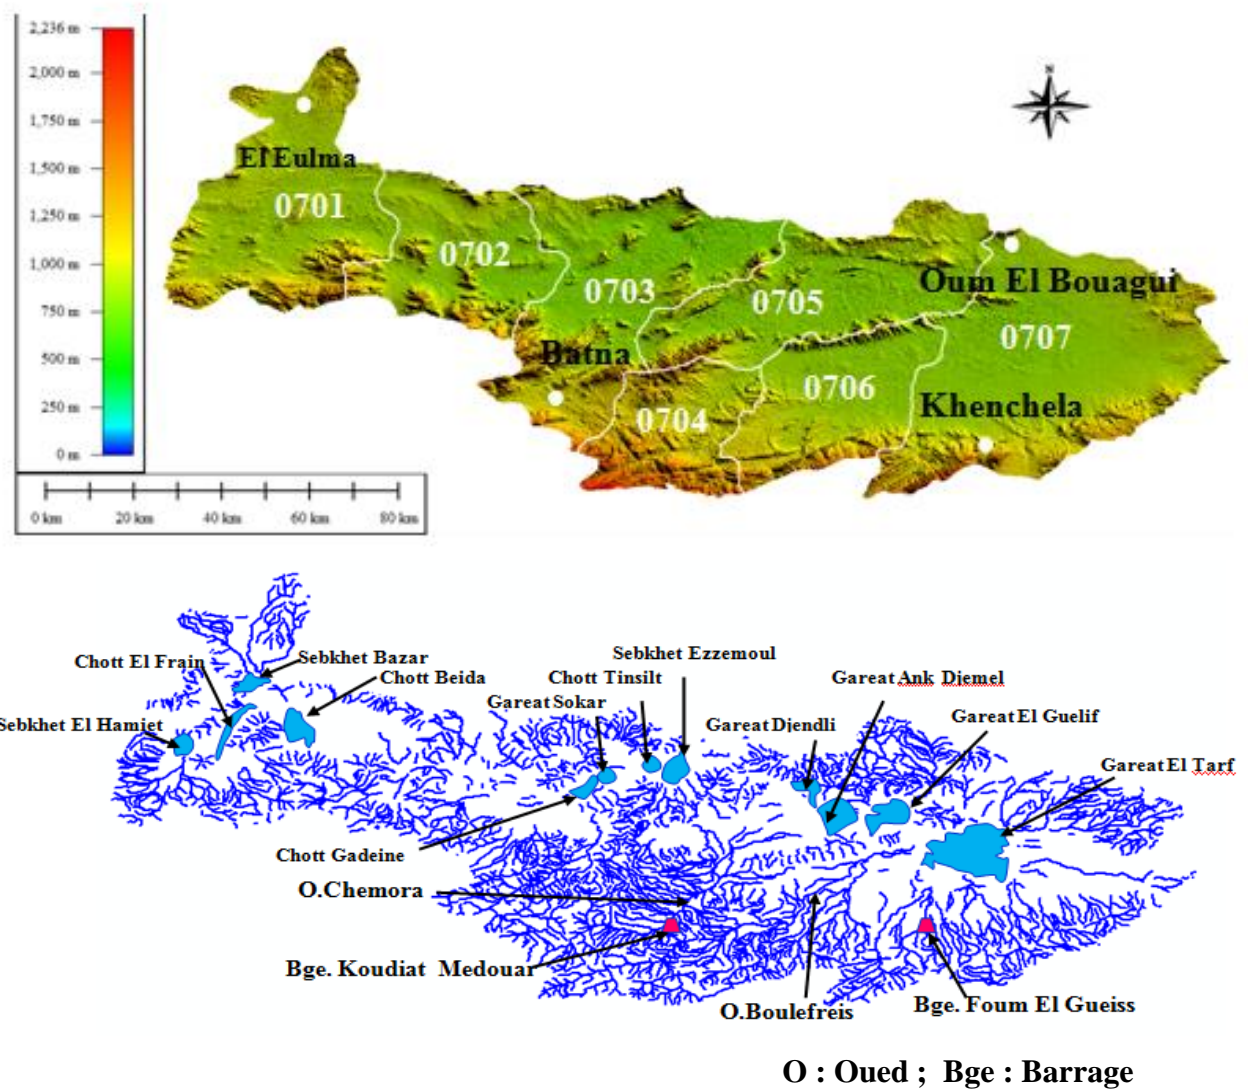 2,236 m
2,000 m
1,750 m
1,500 m
1,250 m
1,000 m
750 m
500 m
250 m
0 m
0 km 20 km 40 km 60 km 80 km
N
El Eulma
0701
0702
0703
0705
Oum El Bouagui
0707
Batna
0706
0704
Khenchela
Chott El Frain
Sebkhet Bazar
Chott Beida
Sebkhet El Hamiet
Sebkhet Ezzemoul
Chott Tinsilt
Gareat Sokar
Gareat Ank Djemel
Gareat Djendli
Gareat El Guelif
Gareat El Tarf
Chott Gadeine
O.Chemora
Bge. Koudiat Medouar
O.Boulefreis
Bge. Foum El Gueiss
O : Oued ; Bge : Barrage